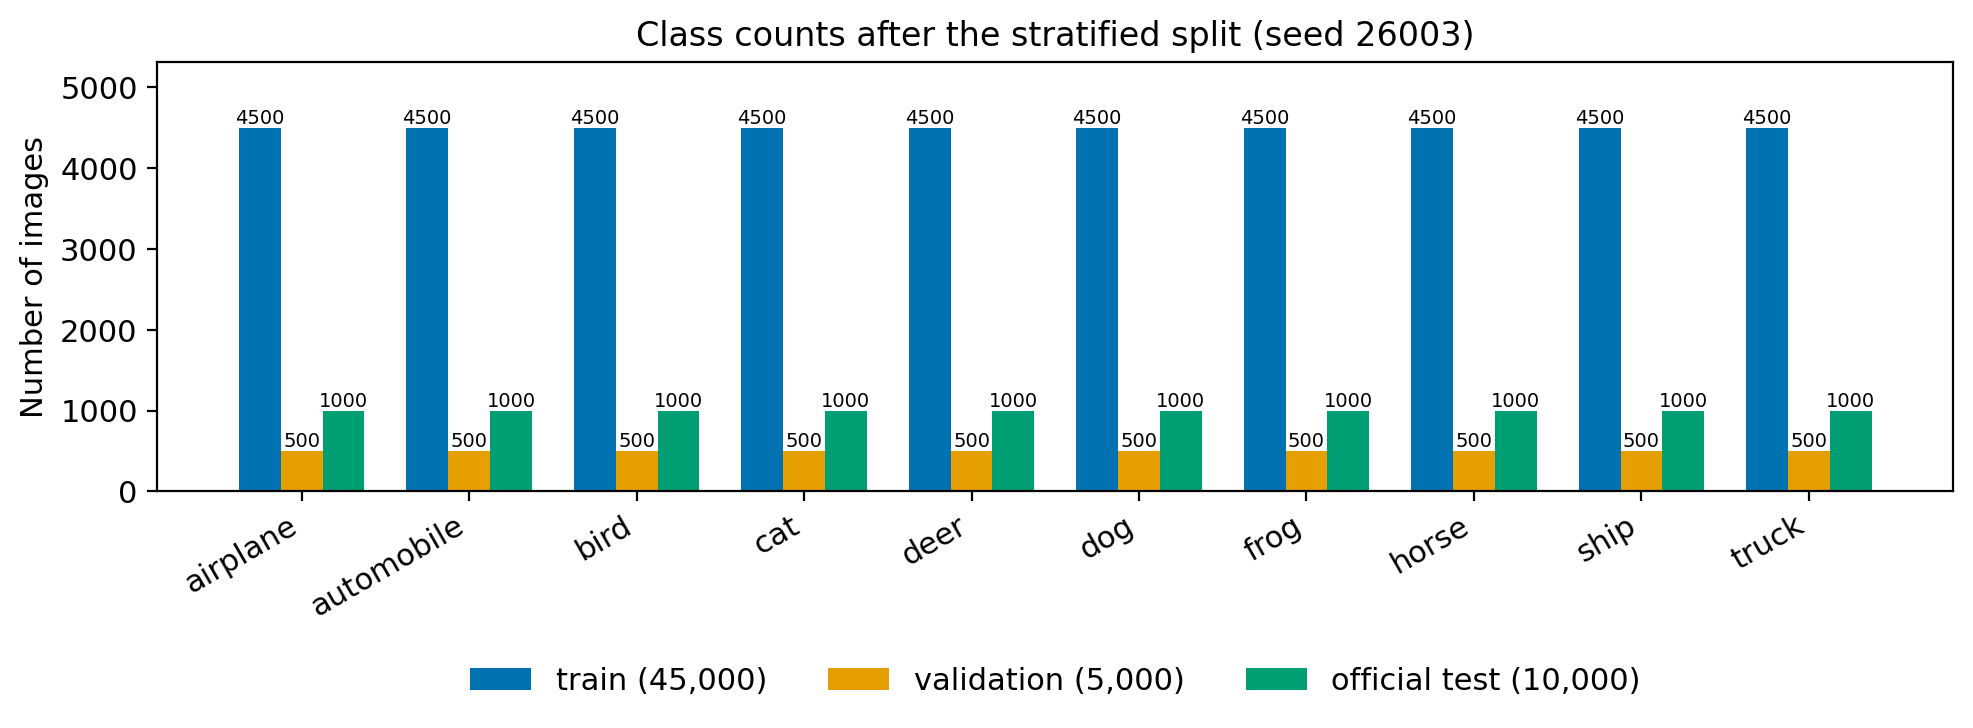 Class counts after the stratified split (seed 26003)
Number of images
5000
4000
3000
2000
1000
0
4500 500 1000
4500 500 1000
4500 500 1000
4500 500 1000
4500 500 1000
4500 500 1000
4500 500 1000
4500 500 1000
4500 500 1000
4500 500 1000
airplane
automobile
bird
cat
deer
dog
frog
horse
ship
truck
train (45,000) validation (5,000) official test (10,000)